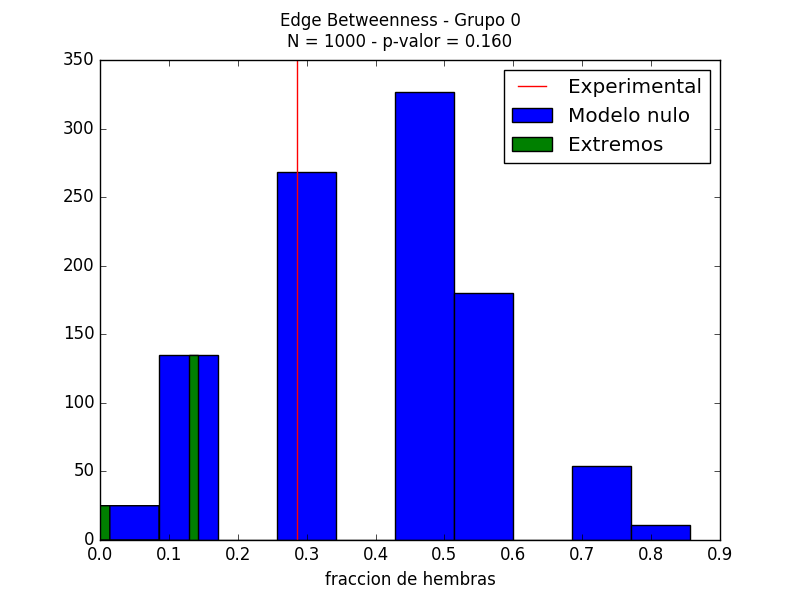 Edge Betweenness - Grupo 0
N = 1000 - p-valor = 0.160
350
300
250
200
150
100
50
0
Experimental
Modelo nulo
Extremos
0.0 0.1 0.2 0.3 0.4 0.5 0.6 0.7 0.8 0.9
fraccion de hembras